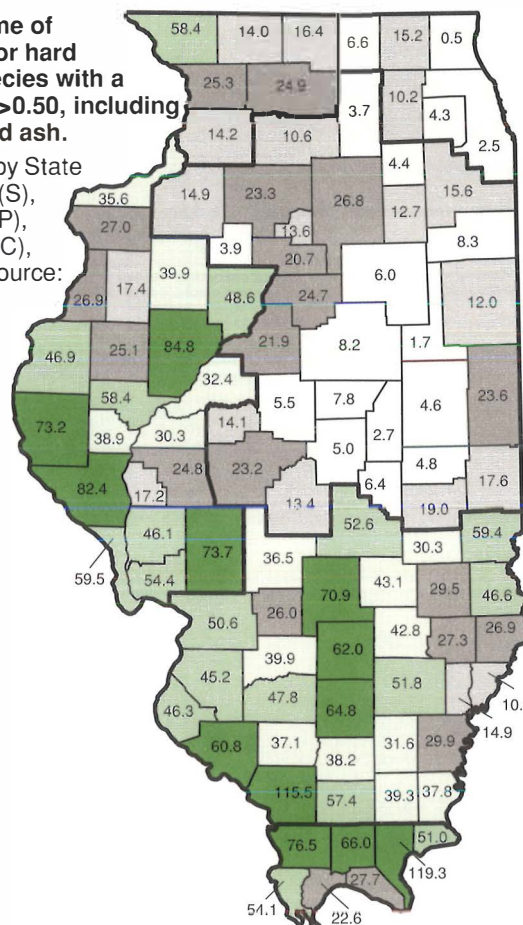 me of
or hard
ecies with a
>0.50, including
d ash.
by State
(S),
P),
C),
ource:
58.4 14.0 16.4 6.6 15.2 0.5
25.3 24.9 3.7 10.2 4.3 2.5
14.2 10.6
4.4
35.6 14.9 23.3 26.8 12.7 15.6
27.0 3.9 13.6 8.3
20.7
39.9 6.0
26.9 17.4 48.6 24.7 12.0
46.9 25.1 84.8 21.9 8.2 1.7
32.4 23.6
58.4 5.5 7.8 4.6
73.2 38.9 30.3 14.1 2.7
5.0
24.8 23.2 4.8
82.4 17.2 13.4 6.4 17.6
19.0
46.1 52.6 59.4
59.5 73.7 36.5 30.3
54.4 70.9 43.1 29.5 46.6
50.6 26.0 42.8 27.3 26.9
39.9 62.0
45.2 47.8 51.8 10.
46.3 64.8 14.9
60.8 37.1 38.2 31.6 29.9
115.5 57.4 39.3 37.8
76.5 66.0 51.0
119.3
54.1 27.7
22.6